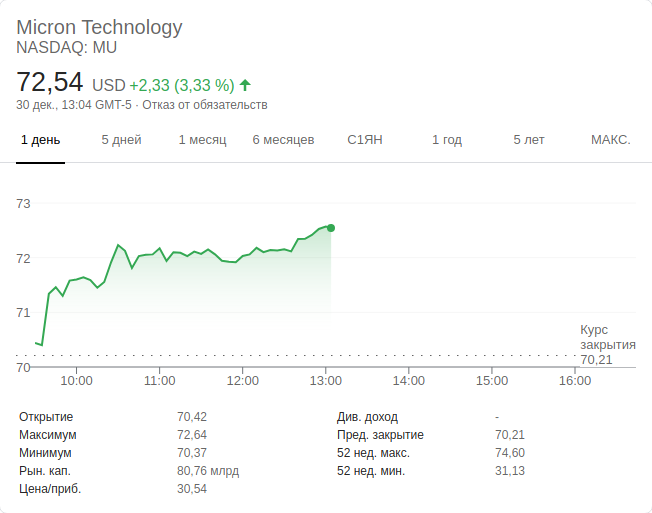 Micron Technology
NASDAQ: MU
72,54 USD +2,33 (3,33 %)
30 дек., 13:04 GMT-5 · Отказ от обязательств
1 день 5 дней 1 месяц 6 месяцев С1ЯН 1 год 5 лет МАКС.
73
72
71
70
Курс
закрытия
70,21
10:00 11:00 12:00 13:00 14:00 15:00 16:00
Открытие 70,42
Максимум 72,64
Минимум 70,37
Рын. кап. 80,76 млрд
Цена/приб. 30,54
Див. доход -
Пред. закрытие 70,21
52 нед. макс. 74,60
52 нед. мин. 31,13